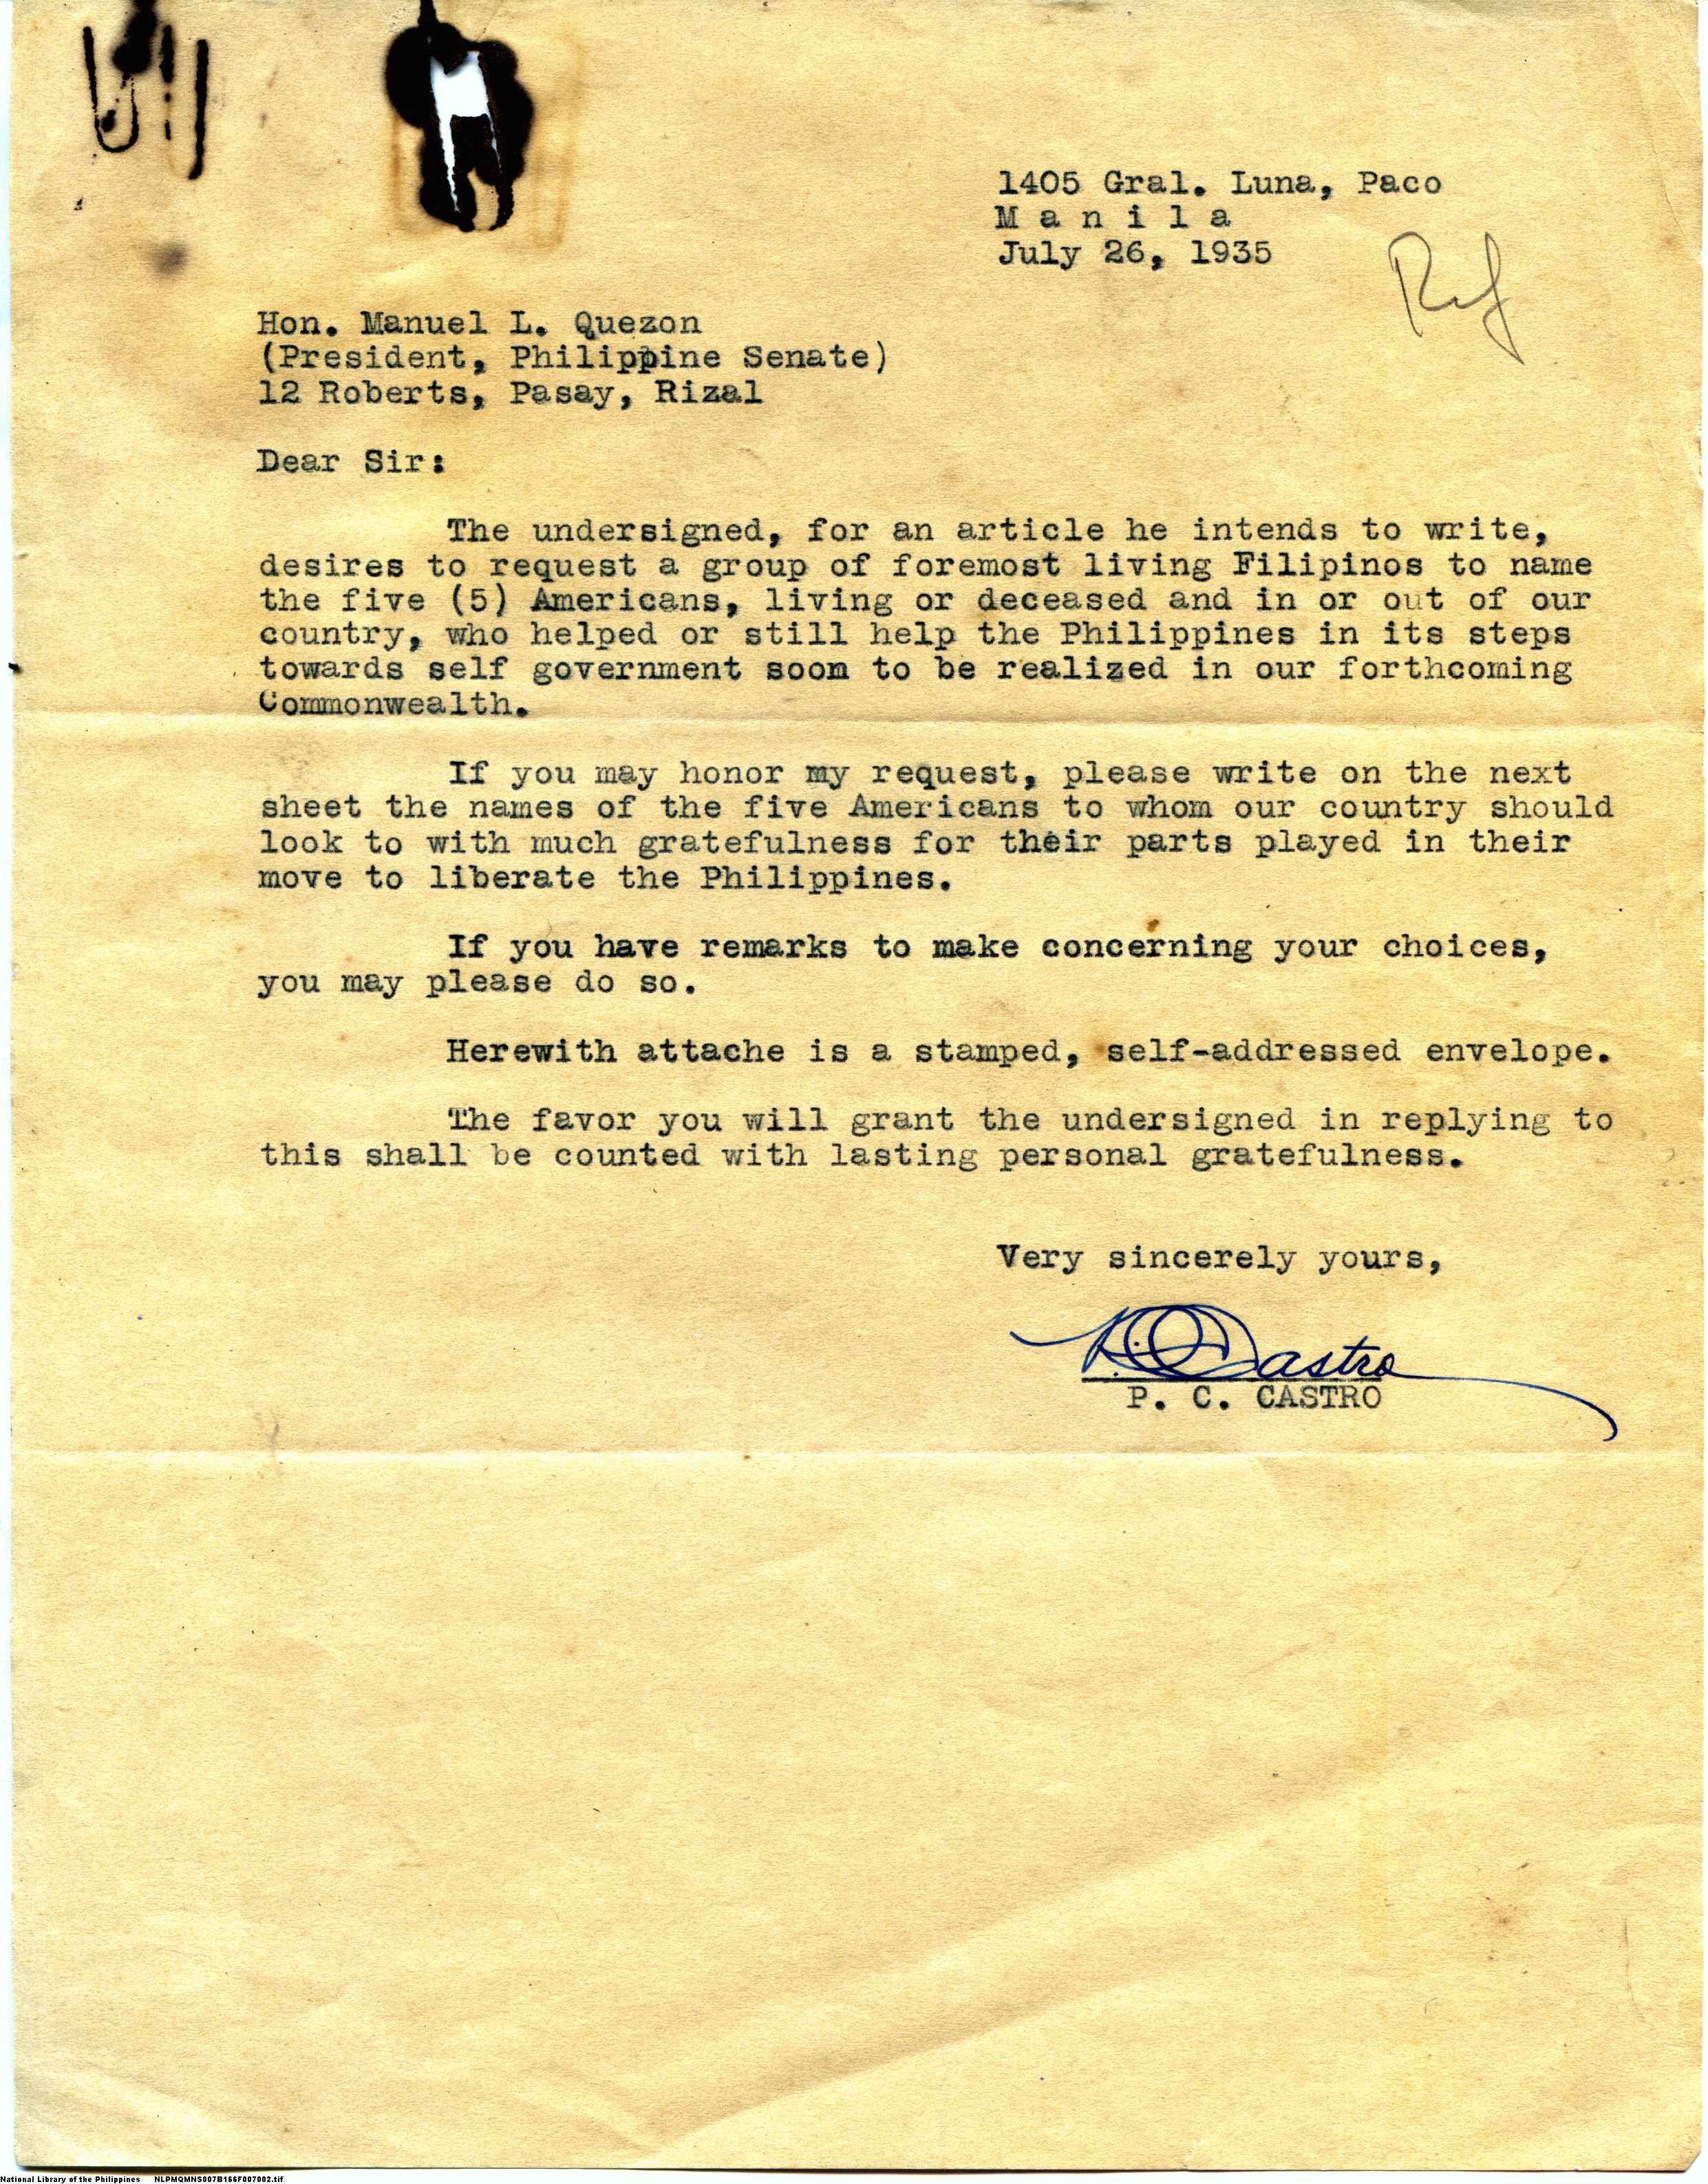 1405 Gral. Luna, Paco
M a n i l a
July 26, 1935
Ref
Hon. Manuel L. Quezon
(President, Philippine Senate)
12 Roberts, Pasay, Rizal
Dear Sir:
The undersigned, for an article he intends to write,
desires to request a group of foremost living Filipinos to name
the five (5) Americans, living or deceased and in or out of our
country, who helped or still help the Philippines in its steps
towards self government soon to be realized in our forthcoming
Commonwealth.
If you may honor my request, please write on the next
sheet the names of the five Americans to whom our country should
look to with much gratefulness for their parts played in their
move to liberate the Philippines.
If you have remarks to make concerning your choices,
you may please do so.
Herewith attache is a stamped, self-addressed envelope.
The favor you will grant the undersigned in replying to
this shall be counted with lasting personal gratefulness.
Very sincerely yours,
P. C. Castro
P. C. CASTRO
National Library of the Philippines NLPMQMNS007B166F007002.tif